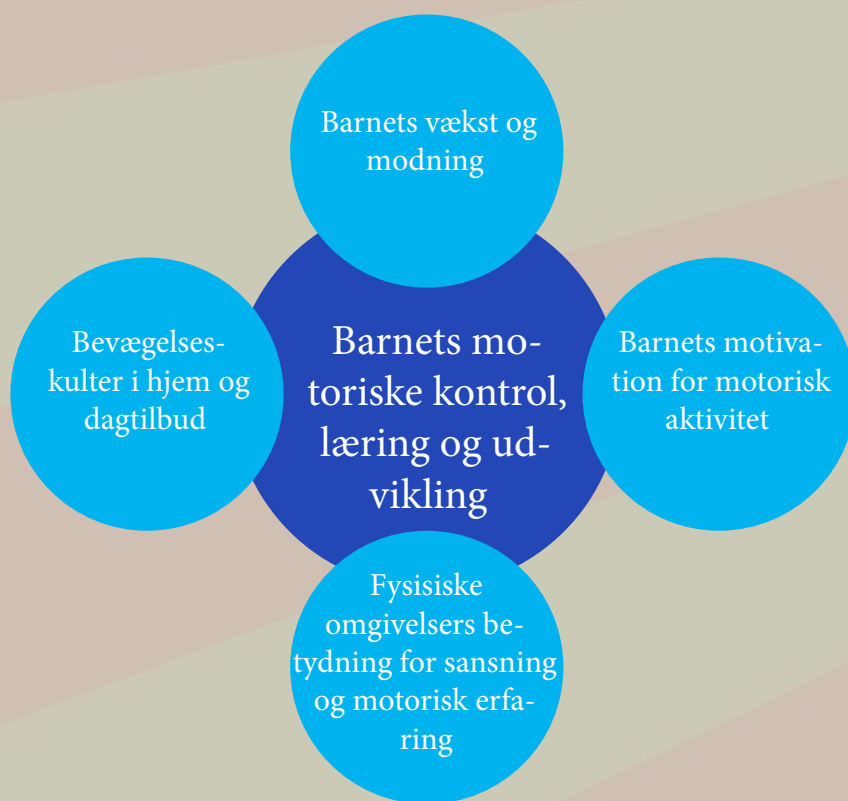 Barnets vækst og
modning
Bevægelses-
kulter i hjem og
dagtilbud
Barnets mo-
toriske kontrol,
læring og ud-
vikling
Barnets motiva-
tion for motorisk
aktivitet
Fysisiske
omgivelsers be-
tydning for sansning
og motorisk erfa-
ring